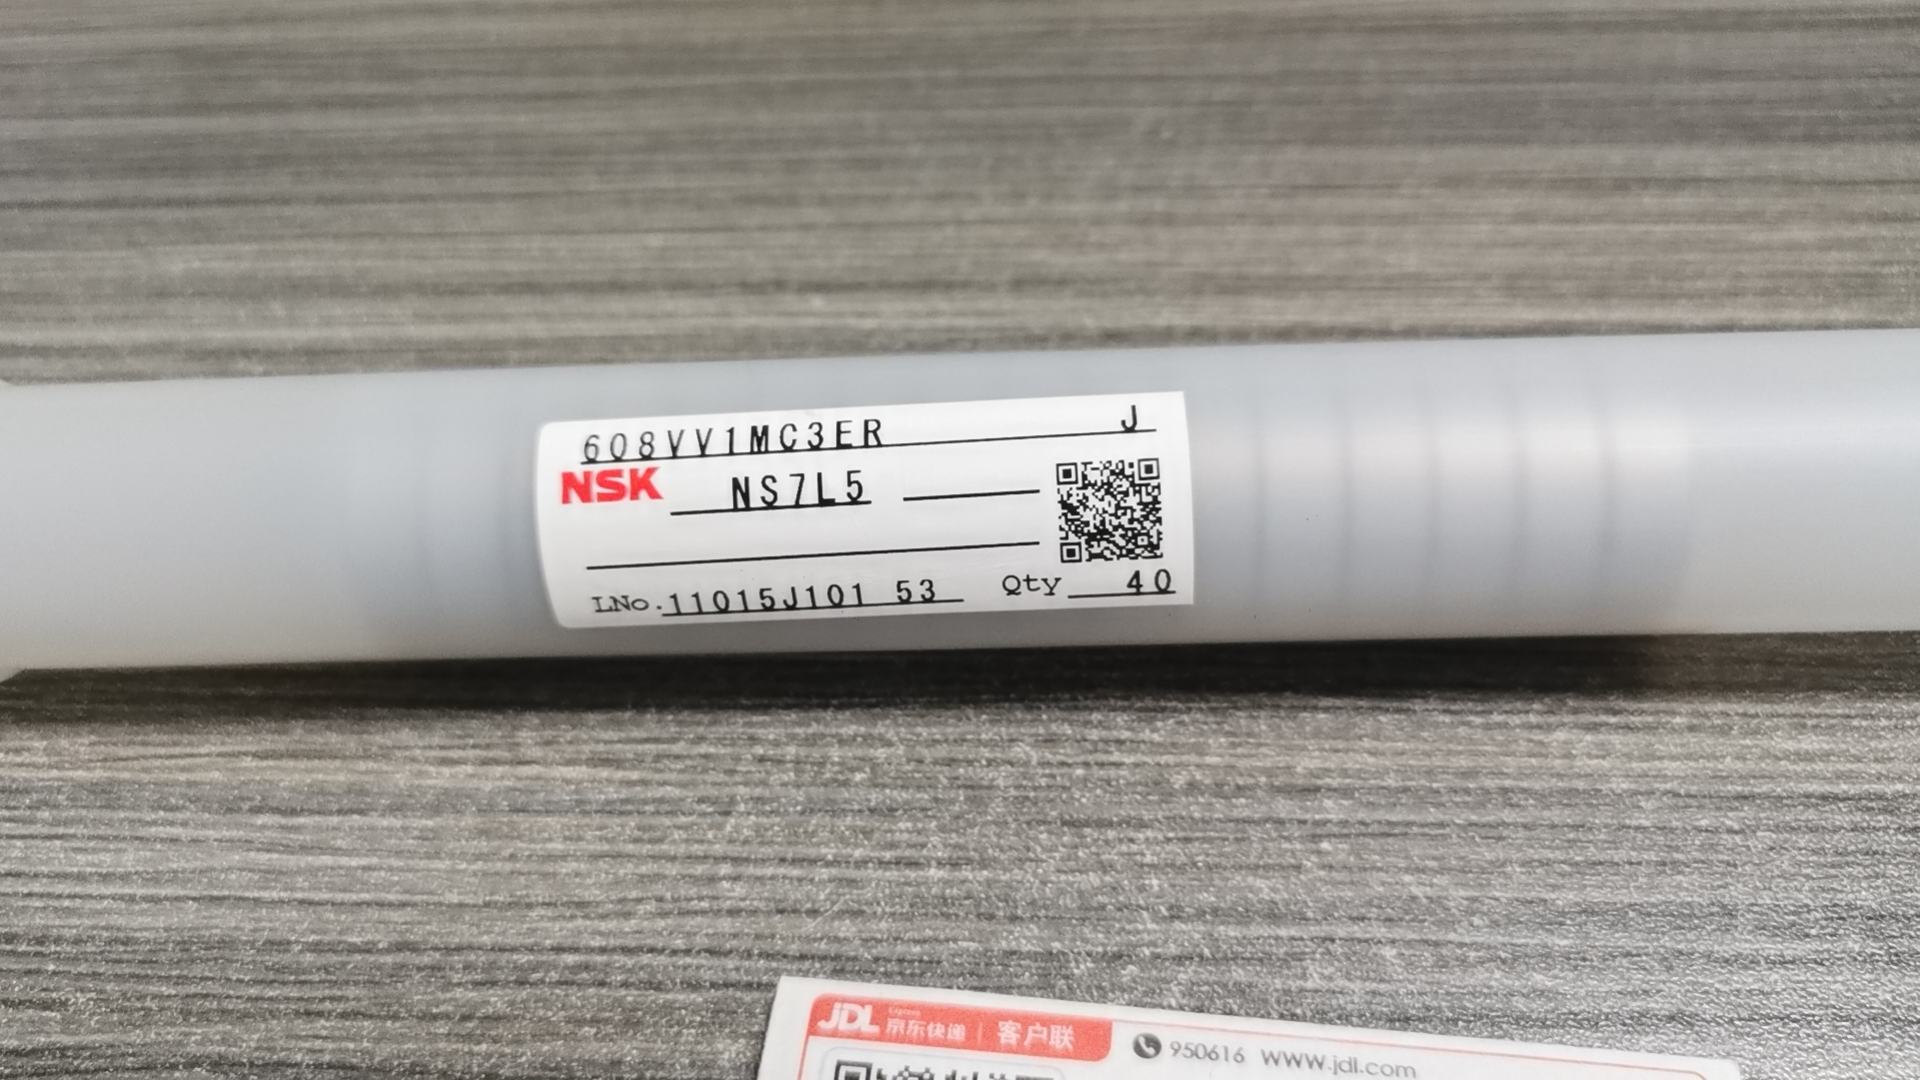 608VV1MC3ER J
NSK NS7L5
LNo.11015J101 53 Qty 40
JDL Express 京东快递 | 客户联 950616 www.jdl.com